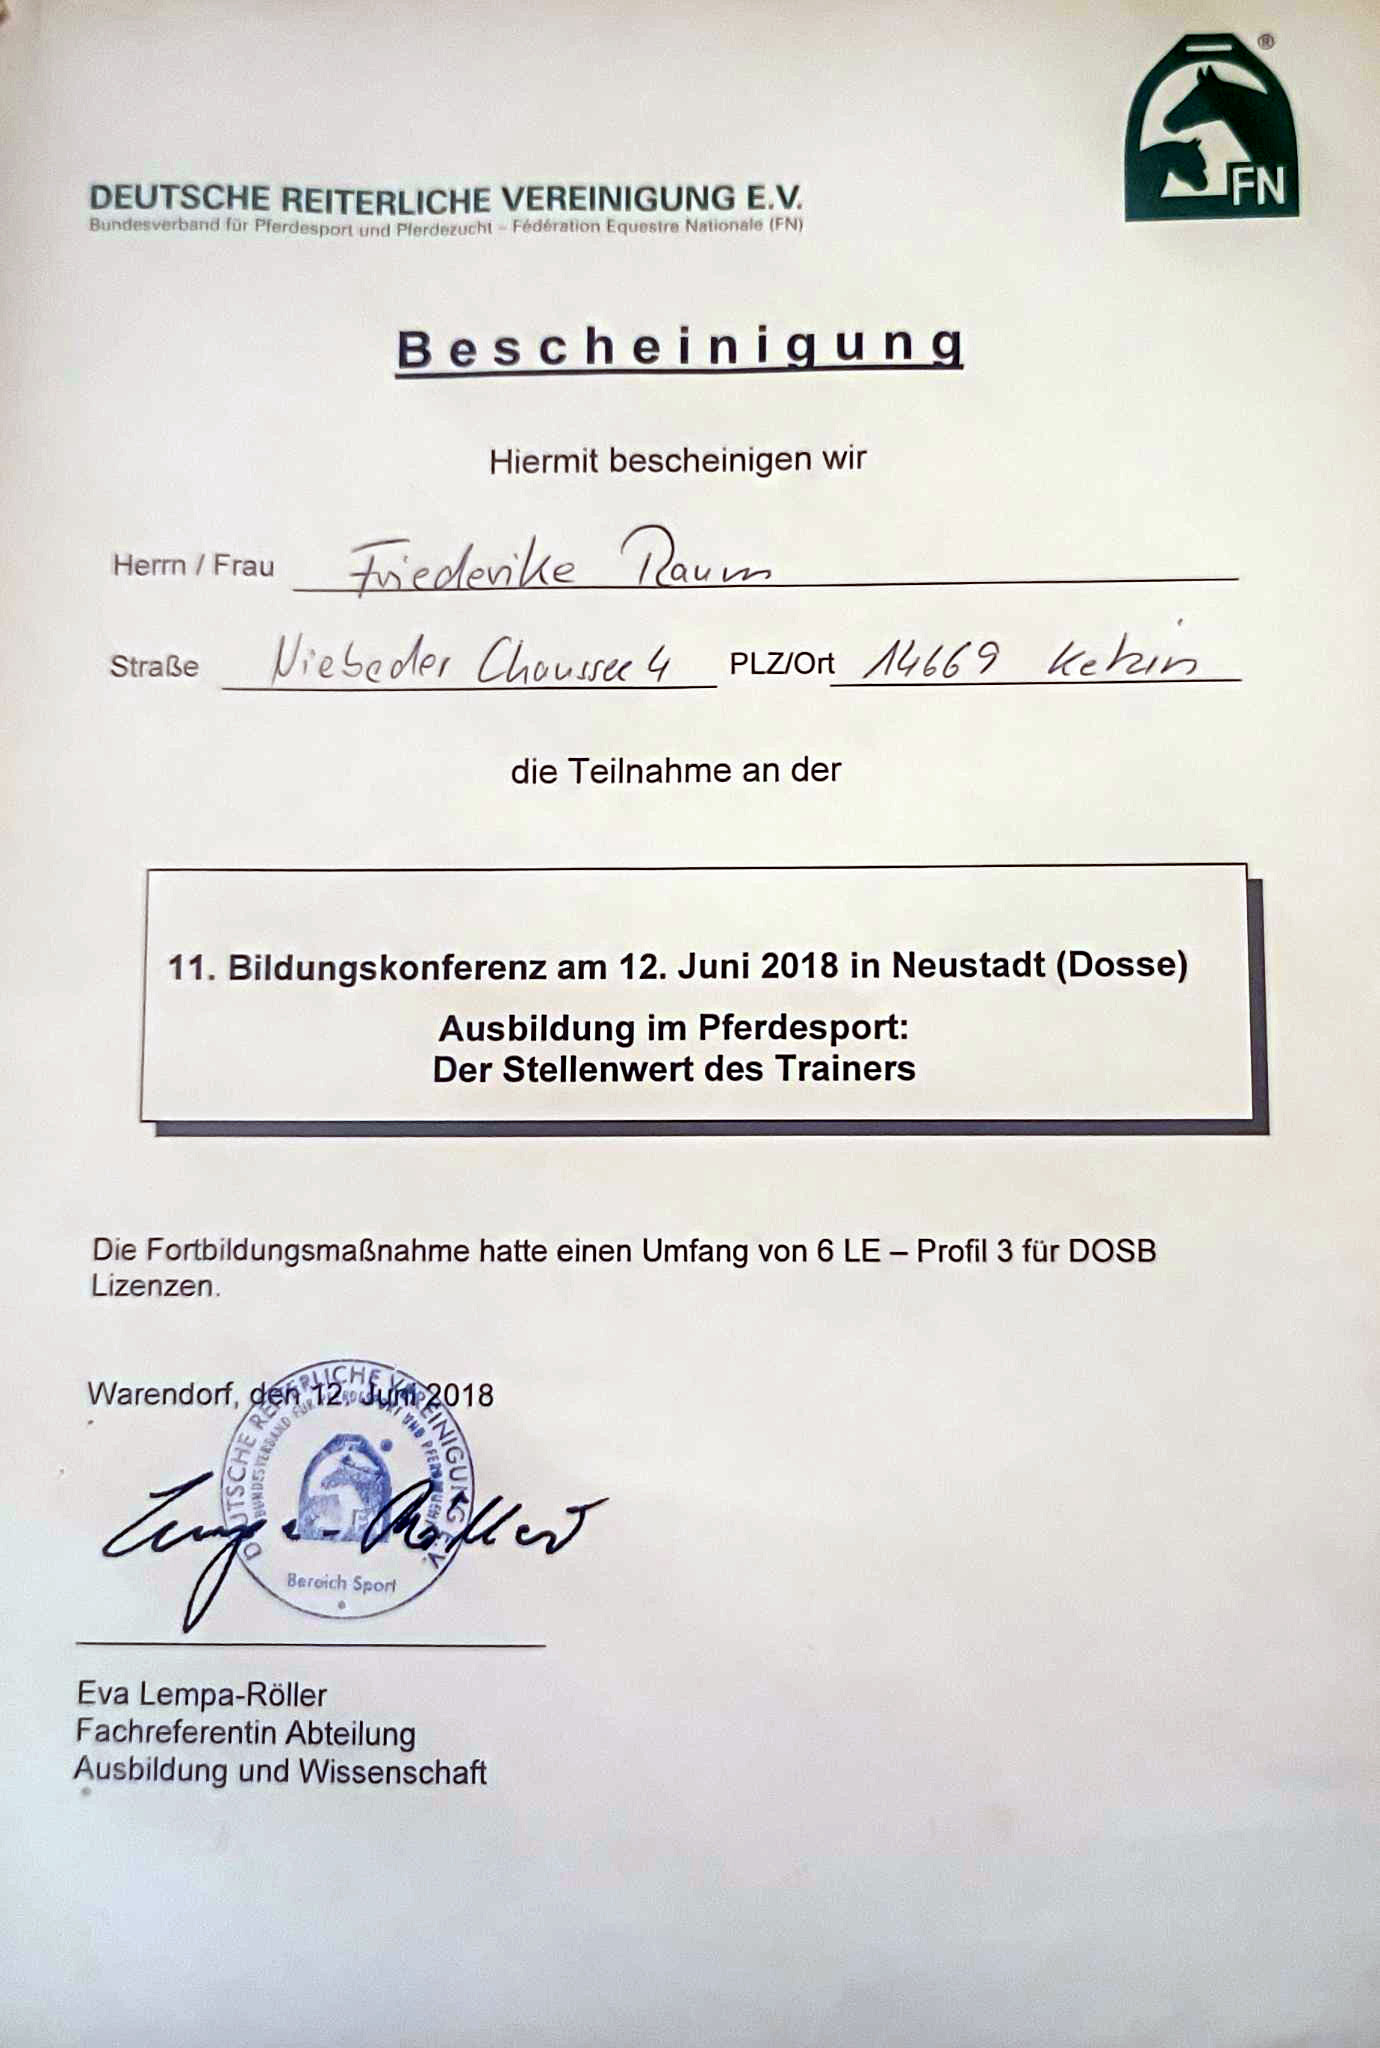 ®
FN
DEUTSCHE REITERLICHE VEREINIGUNG E.V.
Bundesverband für Pferdesport und Pferdezucht – Fédération Equestre Nationale (FN)
Bescheinigung
Hiermit bescheinigen wir
Herrn / Frau Friederike Raum
Straße Niebeder Chaussee 4 PLZ/Ort 14669 Ketzin
die Teilnahme an der
11. Bildungskonferenz am 12. Juni 2018 in Neustadt (Dosse)
Ausbildung im Pferdesport:
Der Stellenwert des Trainers
Die Fortbildungsmaßnahme hatte einen Umfang von 6 LE – Profil 3 für DOSB
Lizenzen.
Warendorf, den 12. Juni 2018
DEUTSCHE REITERLICHE VEREINIGUNG E.V.
BUNDESVERBAND FÜR PFERDESPORT UND PFERDEZUCHT
Bereich Sport
Lempa-Röller
Eva Lempa-Röller
Fachreferentin Abteilung
Ausbildung und Wissenschaft